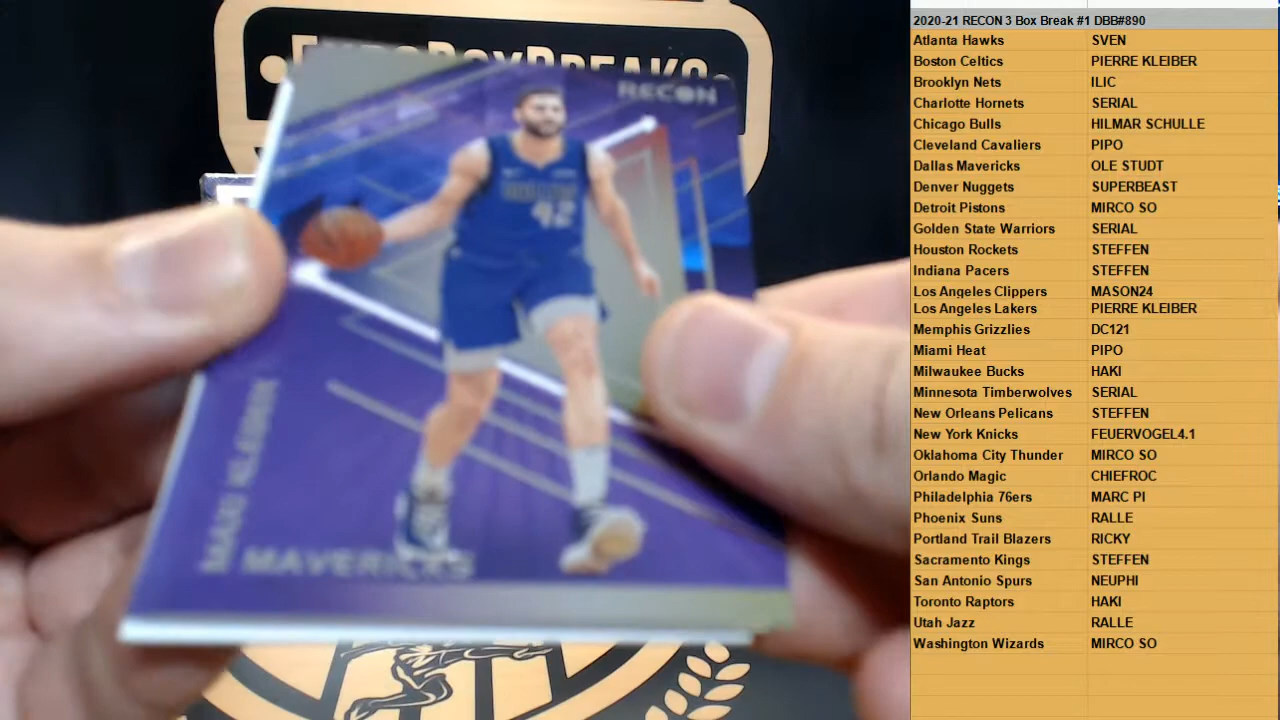 EUROBOXBREAKS
RECON
42
MAXI KLEBER
MAVERICKS
2020-21 RECON 3 Box Break #1 DBB#890
Atlanta Hawks SVEN
Boston Celtics PIERRE KLEIBER
Brooklyn Nets ILIC
Charlotte Hornets SERIAL
Chicago Bulls HILMAR SCHULLE
Cleveland Cavaliers PIPO
Dallas Mavericks OLE STUDT
Denver Nuggets SUPERBEAST
Detroit Pistons MIRCO SO
Golden State Warriors SERIAL
Houston Rockets STEFFEN
Indiana Pacers STEFFEN
Los Angeles Clippers MASON24
Los Angeles Lakers PIERRE KLEIBER
Memphis Grizzlies DC121
Miami Heat PIPO
Milwaukee Bucks HAKI
Minnesota Timberwolves SERIAL
New Orleans Pelicans STEFFEN
New York Knicks FEUERVOGEL4.1
Oklahoma City Thunder MIRCO SO
Orlando Magic CHIEFROC
Philadelphia 76ers MARC PI
Phoenix Suns RALLE
Portland Trail Blazers RICKY
Sacramento Kings STEFFEN
San Antonio Spurs NEUPHI
Toronto Raptors HAKI
Utah Jazz RALLE
Washington Wizards MIRCO SO